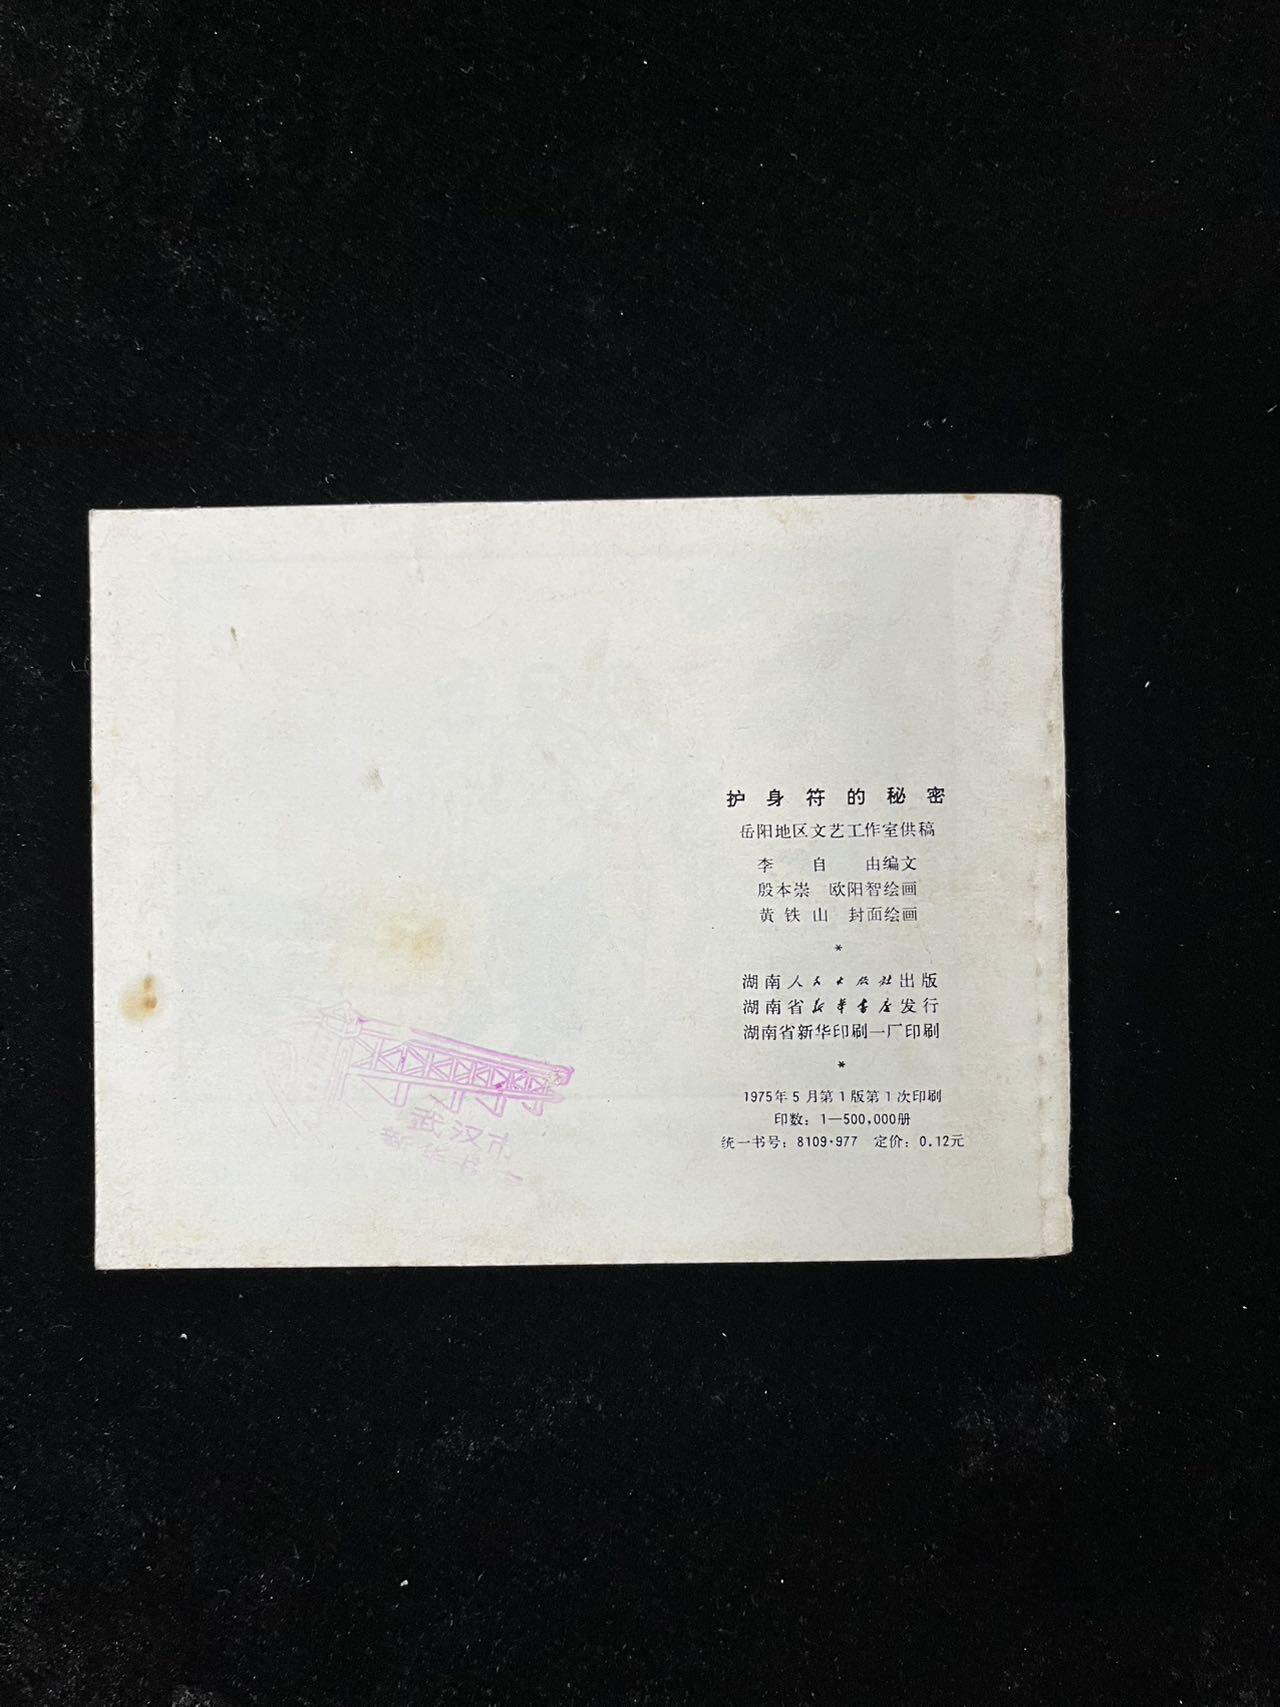 护身符的秘密
岳阳地区文艺工作室供稿
李自由编文
殷本崇 欧阳智绘画
黄铁山 封面绘画
*
湖南人民出版社出版
湖南省新华书店发行
湖南省新华印刷一厂印刷
*
1975年5月第1版第1次印刷
印数：1—500,000册
统一书号：8109·977 定价：0.12元
武汉市
新华书